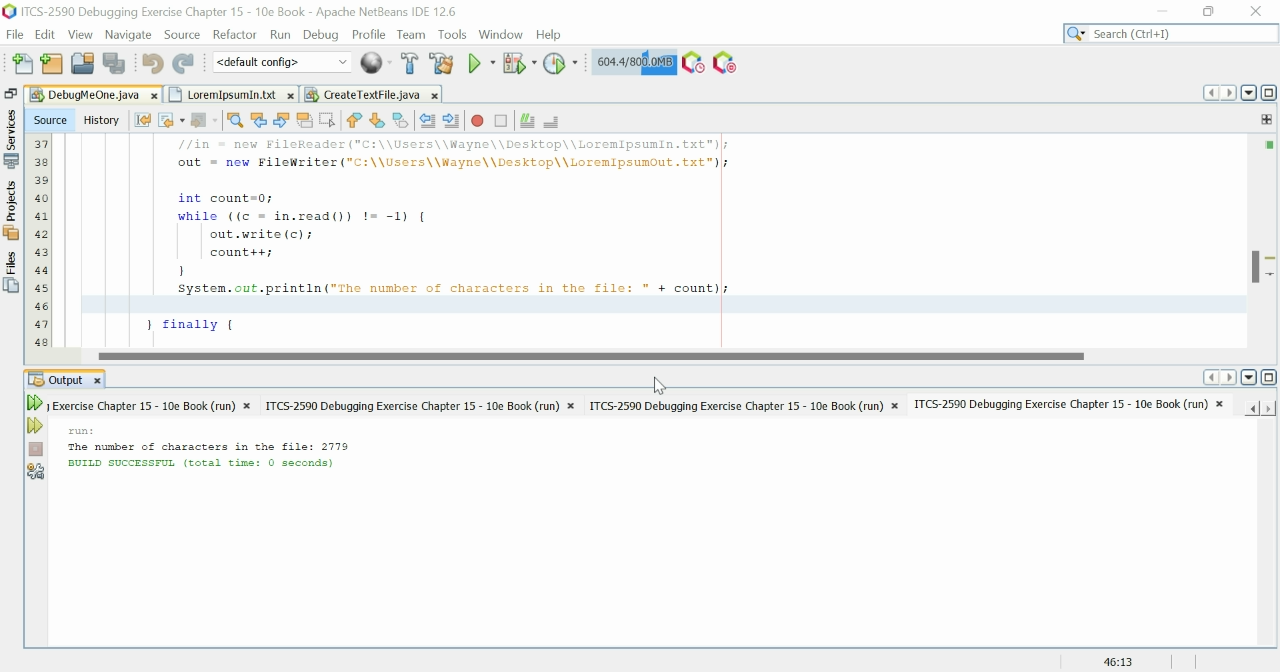 ITCS-2590 Debugging Exercise Chapter 15 - 10e Book - Apache NetBeans IDE 12.6
File Edit View Navigate Source Refactor Run Debug Profile Team Tools Window Help
Search (Ctrl+I)
<default config>
604.4/800.0MB
DebugMeOne.java LoremIpsumIn.txt CreateTextFile.java
Source History
Services
Projects
Files
37 //in = new FileReader("C:\\Users\\Wayne\\Desktop\\LoremIpsumIn.txt");
38 out = new FileWriter("C:\\Users\\Wayne\\Desktop\\LoremIpsumOut.txt");
39
40 int count=0;
41 while ((c = in.read()) != -1) {
42 out.write(c);
43 count++;
44 }
45 System.out.println("The number of characters in the file: " + count);
46
47 } finally {
48
Output
Exercise Chapter 15 - 10e Book (run) ITCS-2590 Debugging Exercise Chapter 15 - 10e Book (run) ITCS-2590 Debugging Exercise Chapter 15 - 10e Book (run) ITCS-2590 Debugging Exercise Chapter 15 - 10e Book (run)
run:
The number of characters in the file: 2779
BUILD SUCCESSFUL (total time: 0 seconds)
46:13